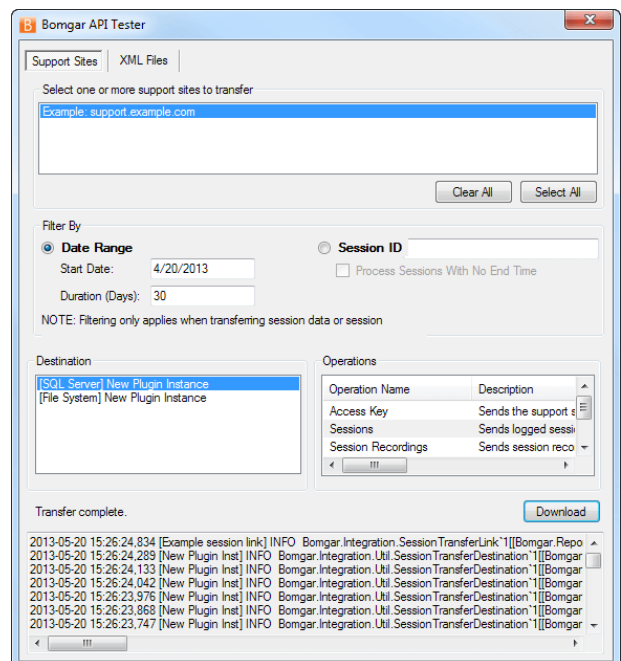 Bomgar API Tester
Support Sites XML Files
Select one or more support sites to transfer
Example: support.example.com
Clear All Select All
Filter By
Date Range Session ID
Start Date: 4/20/2013 Process Sessions With No End Time
Duration (Days): 30
NOTE: Filtering only applies when transferring session data or session
Destination Operations
[SQL Server] New Plugin Instance
[File System] New Plugin Instance
Operation Name Description
Access Key Sends the support s
Sessions Sends logged sessi
Session Recordings Sends session reco
Transfer complete. Download
2013-05-20 15:26:24,834 [Example session link] INFO Bomgar.Integration.SessionTransferLink`1[[Bomgar.Repo
2013-05-20 15:26:24,289 [New Plugin Inst] INFO Bomgar.Integration.Util.SessionTransferDestination`1[[Bomgar
2013-05-20 15:26:24,133 [New Plugin Inst] INFO Bomgar.Integration.Util.SessionTransferDestination`1[[Bomgar
2013-05-20 15:26:24,042 [New Plugin Inst] INFO Bomgar.Integration.Util.SessionTransferDestination`1[[Bomgar
2013-05-20 15:26:23,976 [New Plugin Inst] INFO Bomgar.Integration.Util.SessionTransferDestination`1[[Bomgar
2013-05-20 15:26:23,868 [New Plugin Inst] INFO Bomgar.Integration.Util.SessionTransferDestination`1[[Bomgar
2013-05-20 15:26:23,747 [New Plugin Inst] INFO Bomgar.Integration.Util.SessionTransferDestination`1[[Bomgar